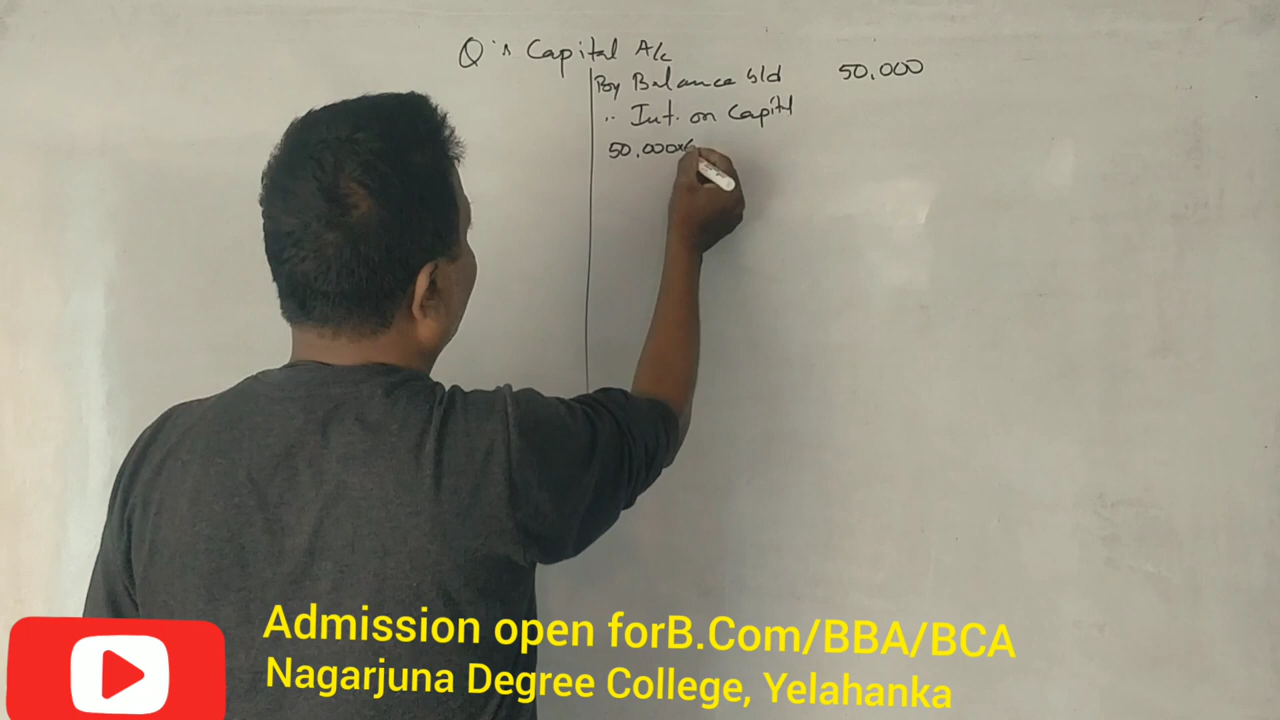 Q's Capital A/c
By Balance b/d 50,000
" Int. on Capital
50,000×6
Admission open forB.Com/BBA/BCA
Nagarjuna Degree College, Yelahanka